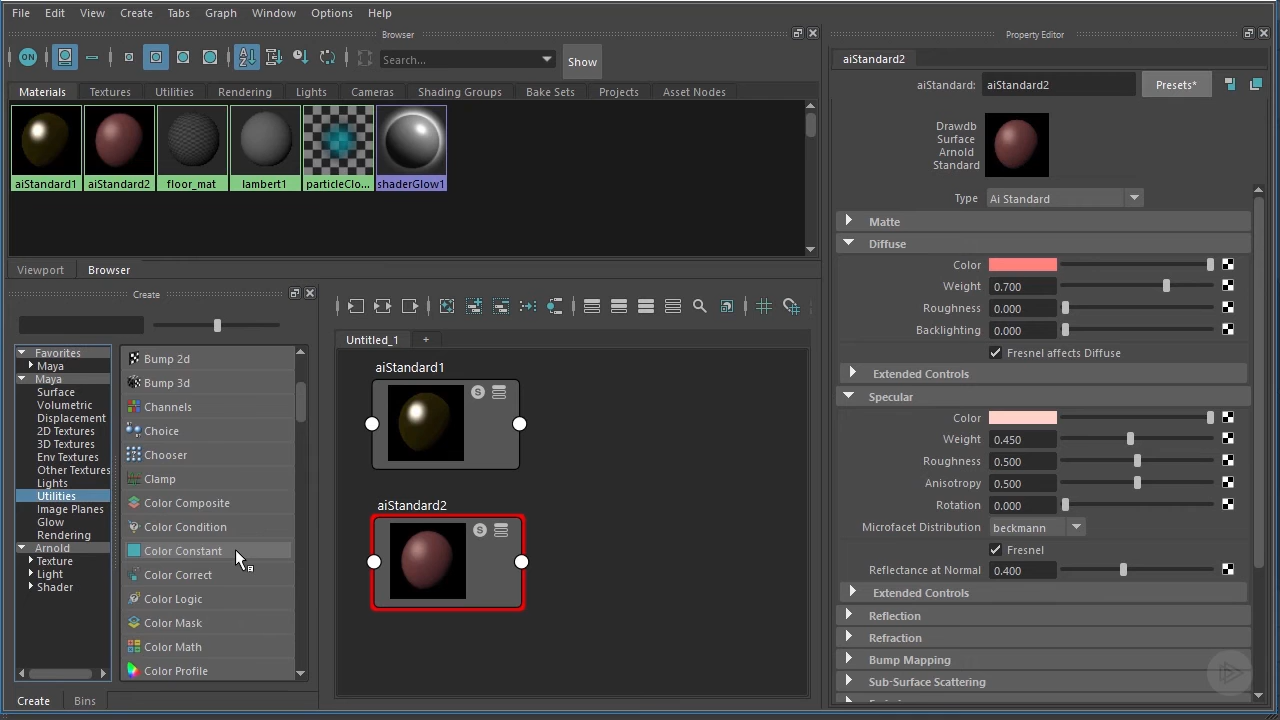 File Edit View Create Tabs Graph Window Options Help
Browser
ON
Search...
Show
Materials Textures Utilities Rendering Lights Cameras Shading Groups Bake Sets Projects Asset Nodes
aiStandard1 aiStandard2 floor_mat lambert1 particleClo... shaderGlow1
Viewport Browser
Create
Favorites
Maya
Maya
Surface
Volumetric
Displacement
2D Textures
3D Textures
Env Textures
Other Textures
Lights
Utilities
Image Planes
Glow
Rendering
Arnold
Texture
Light
Shader
Bump 2d
Bump 3d
Channels
Choice
Chooser
Clamp
Color Composite
Color Condition
Color Constant
Color Correct
Color Logic
Color Mask
Color Math
Color Profile
Create Bins
Untitled_1 +
aiStandard1
S
aiStandard2
S
Property Editor
aiStandard2
aiStandard: aiStandard2 Presets*
Drawdb
Surface
Arnold
Standard
Type Ai Standard
Matte
Diffuse
Color
Weight 0.700
Roughness 0.000
Backlighting 0.000
Fresnel affects Diffuse
Extended Controls
Specular
Color
Weight 0.450
Roughness 0.500
Anisotropy 0.500
Rotation 0.000
Microfacet Distribution beckmann
Fresnel
Reflectance at Normal 0.400
Extended Controls
Reflection
Refraction
Bump Mapping
Sub-Surface Scattering